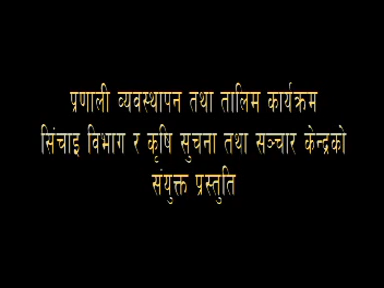 प्रणाली व्यवस्थापन तथा तालिम कार्यक्रम
सिंचाइ विभाग र कृषि सुचना तथा सञ्चार केन्द्रको
संयुक्त प्रस्तुति